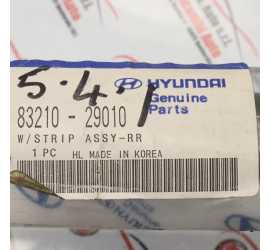 5.4.1
HYUNDAI
Genuine
Parts
83210 - 29010
W/STRIP ASSY-RR
1 PC HL MADE IN KOREA